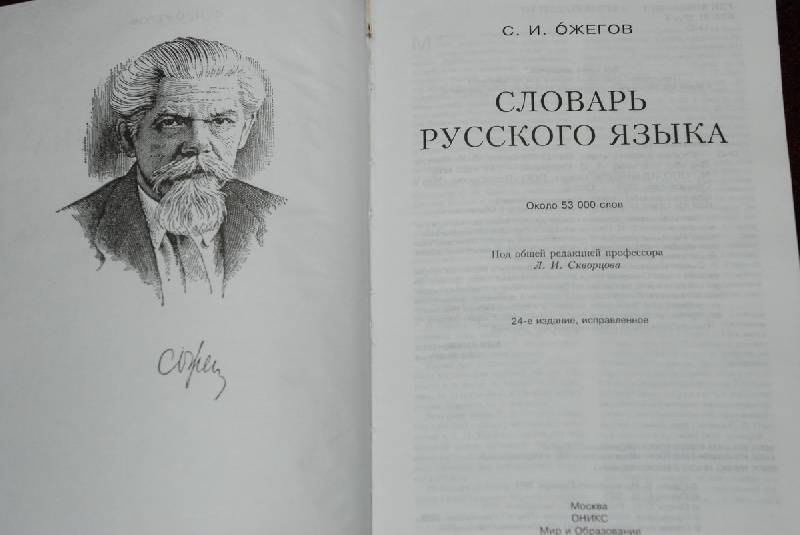 С. И. О́ЖЕГОВ
СЛОВАРЬ
РУССКОГО ЯЗЫКА
Около 53 000 слов
Под общей редакцией профессора
Л. И. Скворцова
24-е издание, исправленное
Москва
ОНИКС
Мир и Образование